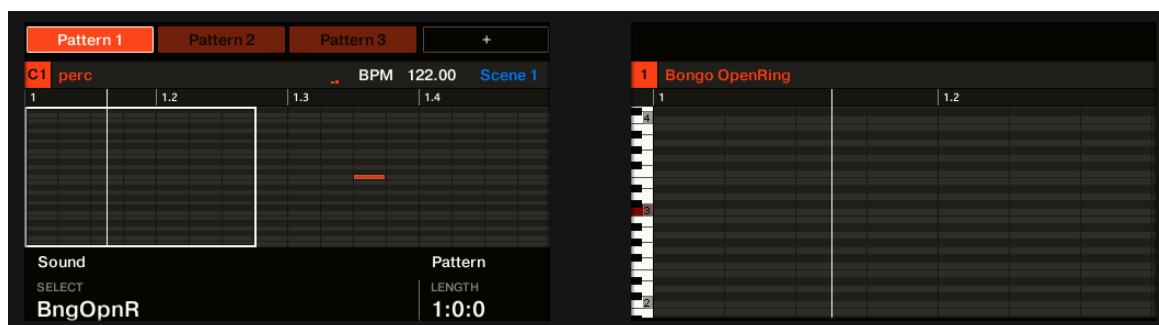 Pattern 1 Pattern 2 Pattern 3 +
C1 perc BPM 122.00 Scene 1
1 1.2 1.3 1.4
Sound Pattern
SELECT LENGTH
BngOpnR 1:0:0
1 Bongo OpenRing
1 1.2
4
3
2